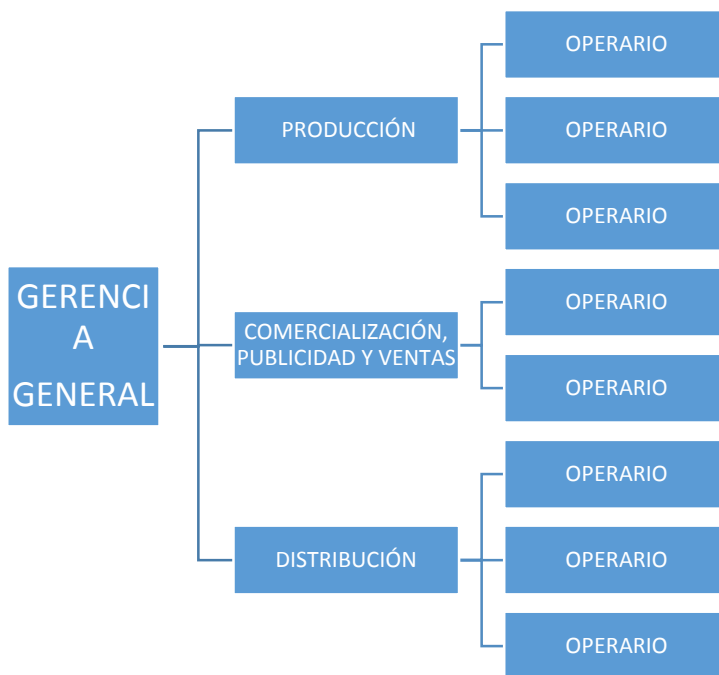 GERENCI
A
GENERAL
PRODUCCIÓN
OPERARIO
OPERARIO
OPERARIO
COMERCIALIZACIÓN,
PUBLICIDAD Y VENTAS
OPERARIO
OPERARIO
DISTRIBUCIÓN
OPERARIO
OPERARIO
OPERARIO